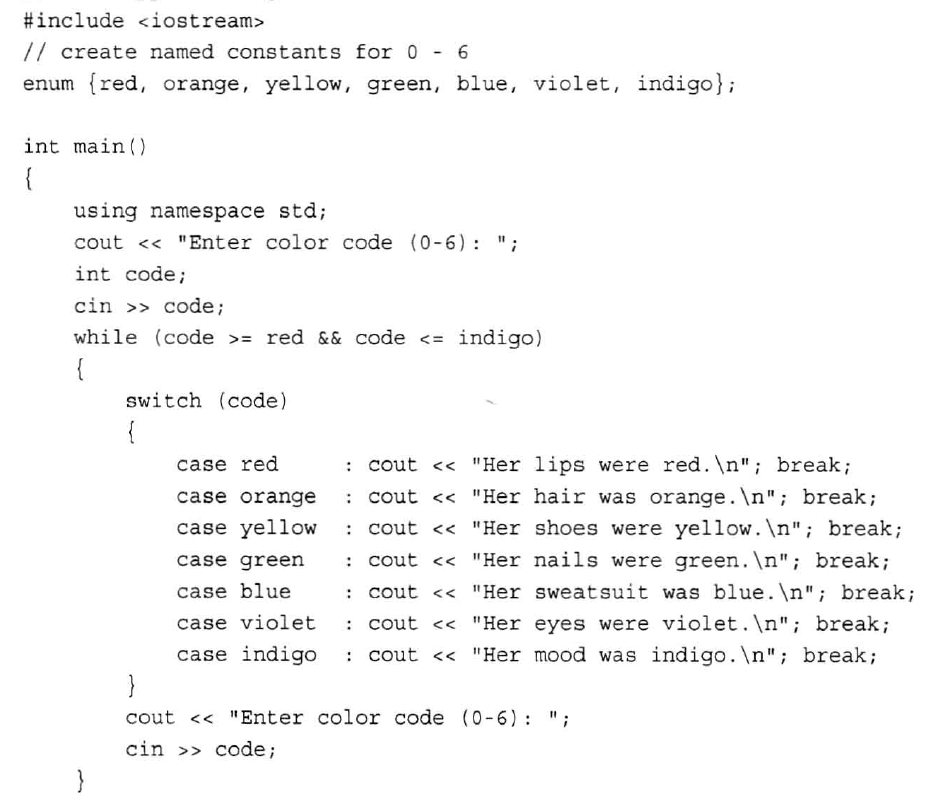 #include <iostream>
// create named constants for 0 - 6
enum {red, orange, yellow, green, blue, violet, indigo};

int main()
{
    using namespace std;
    cout << "Enter color code (0-6): ";
    int code;
    cin >> code;
    while (code >= red && code <= indigo)
    {
        switch (code)
        {
            case red     : cout << "Her lips were red.\n"; break;
            case orange  : cout << "Her hair was orange.\n"; break;
            case yellow  : cout << "Her shoes were yellow.\n"; break;
            case green   : cout << "Her nails were green.\n"; break;
            case blue    : cout << "Her sweatsuit was blue.\n"; break;
            case violet  : cout << "Her eyes were violet.\n"; break;
            case indigo  : cout << "Her mood was indigo.\n"; break;
        }
        cout << "Enter color code (0-6): ";
        cin >> code;
    }